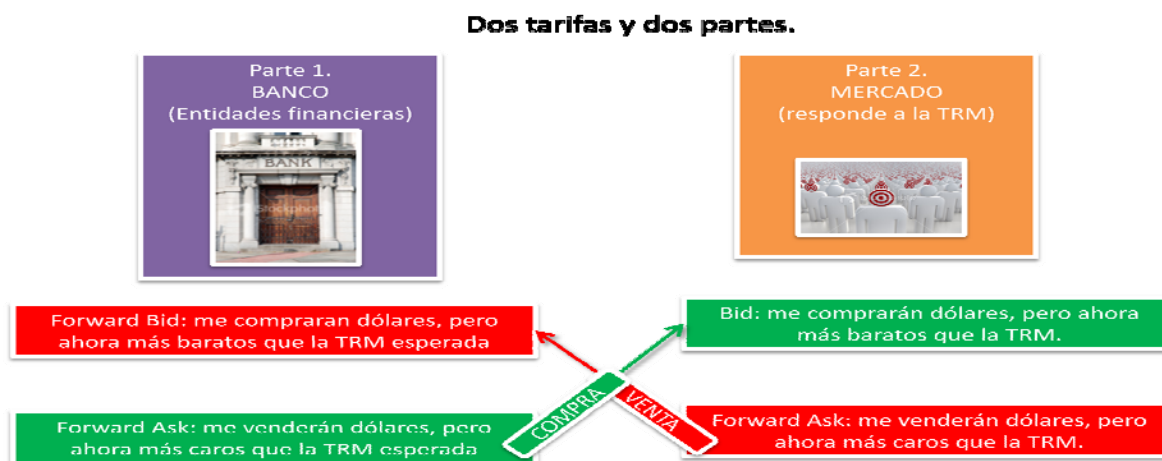 Dos tarifas y dos partes.
Parte 1.
BANCO
(Entidades financieras)
BANK
Parte 2.
MERCADO
(responde a la TRM)
Forward Bid: me compraran dólares, pero
ahora más baratos que la TRM esperada
Bid: me comprarán dólares, pero ahora
más baratos que la TRM.
Forward Ask: me venderán dólares, pero
ahora más caros que la TRM esperada
COMPRA
VENTA
Forward Ask: me venderán dólares, pero
ahora más caros que la TRM.